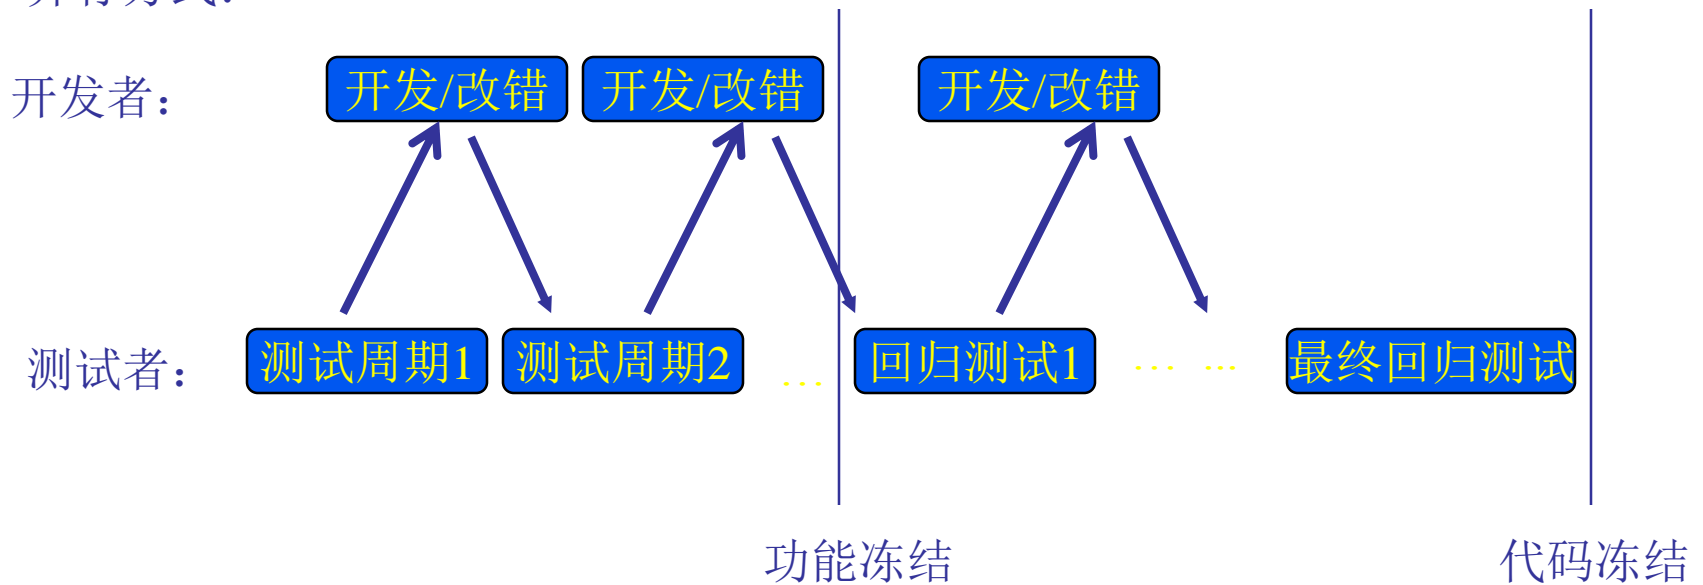 开发者：
开发/改错
开发/改错
开发/改错
测试者：
测试周期1
测试周期2
…
回归测试1
… …
最终回归测试
功能冻结
代码冻结